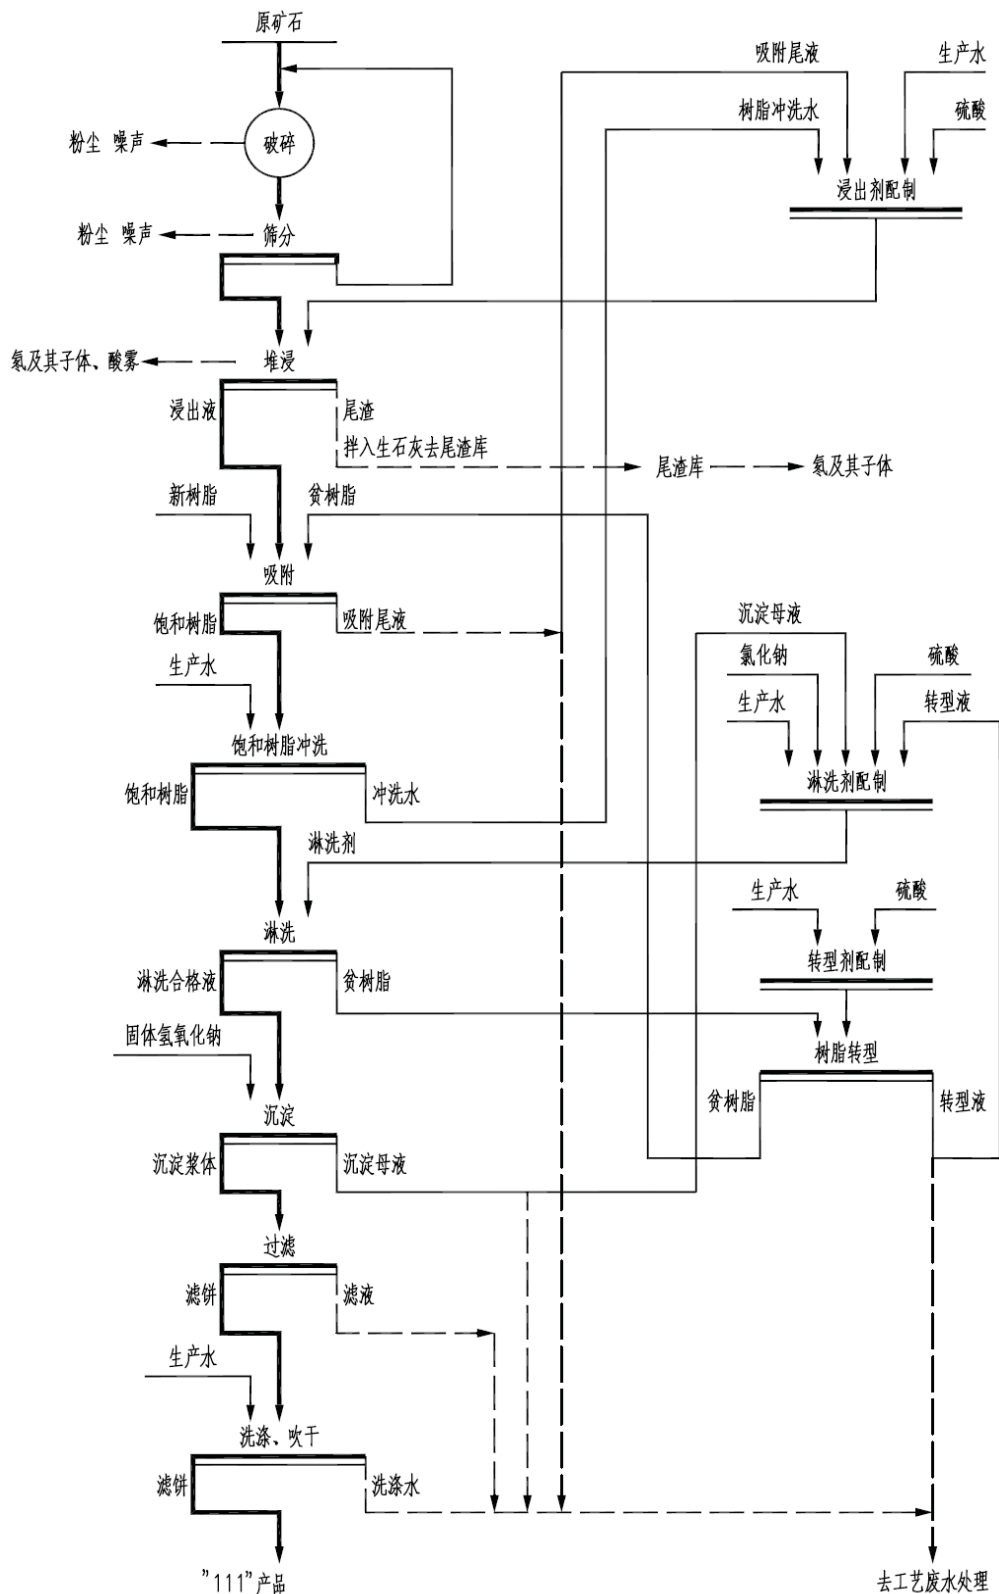 原矿石
吸附尾液
生产水
树脂冲洗水
硫酸
粉尘 噪声
破碎
浸出剂配制
粉尘 噪声
筛分
氡及其子体、酸雾
堆浸
浸出液
尾渣
拌入生石灰去尾渣库
尾渣库
氡及其子体
新树脂
贫树脂
吸附
饱和树脂
吸附尾液
沉淀母液
生产水
氯化钠
硫酸
生产水
转型液
饱和树脂冲洗
淋洗剂配制
饱和树脂
冲洗水
淋洗剂
生产水
硫酸
淋洗
转型剂配制
淋洗合格液
贫树脂
固体氢氧化钠
树脂转型
沉淀
贫树脂
转型液
沉淀浆体
沉淀母液
过滤
滤饼
滤液
生产水
洗涤、吹干
滤饼
洗涤水
"111"产品
去工艺废水处理